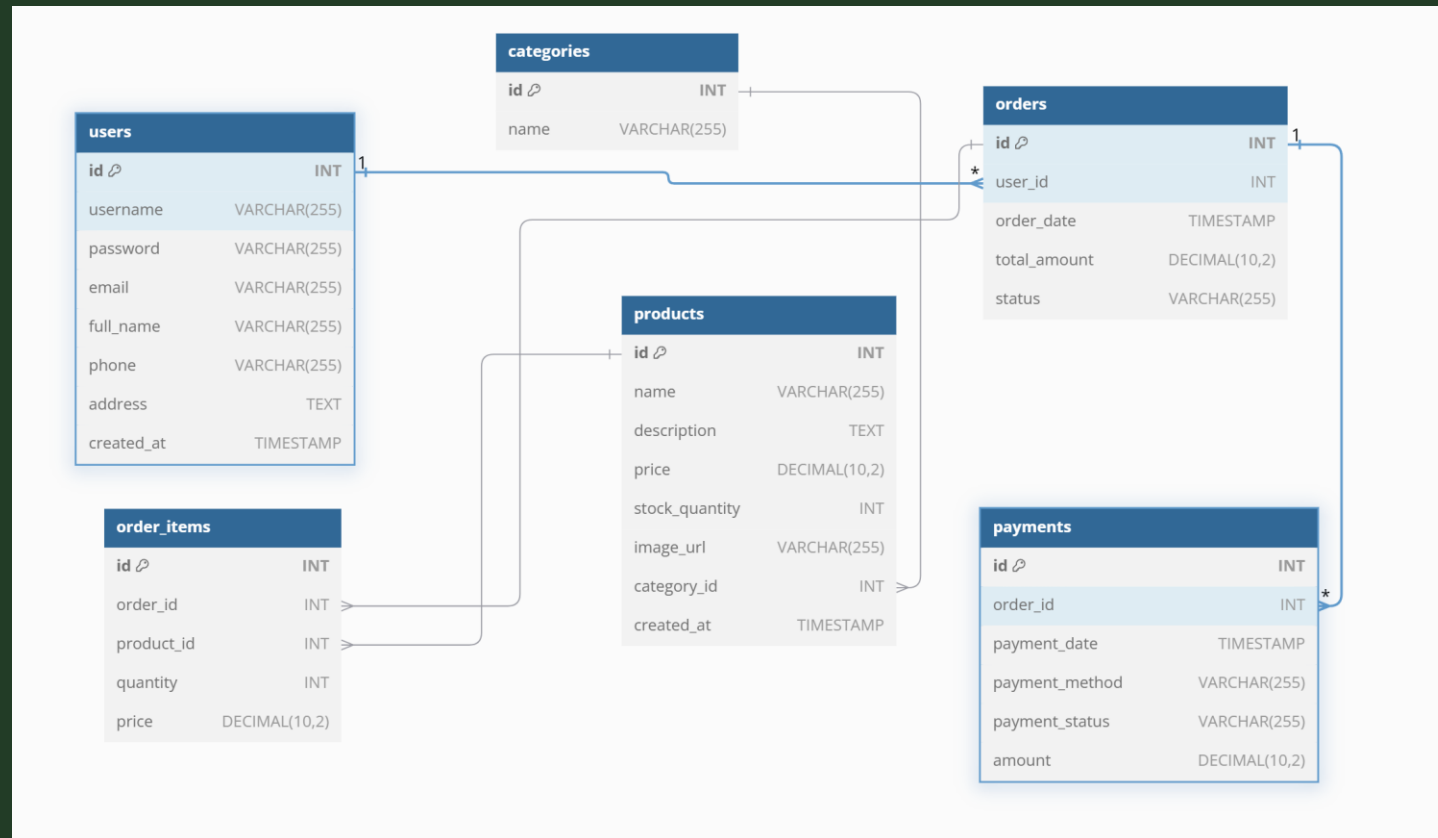 categories
id INT
name VARCHAR(255)
users
id INT
username VARCHAR(255)
password VARCHAR(255)
email VARCHAR(255)
full_name VARCHAR(255)
phone VARCHAR(255)
address TEXT
created_at TIMESTAMP
1
*
orders
id INT
user_id INT
order_date TIMESTAMP
total_amount DECIMAL(10,2)
status VARCHAR(255)
1
*
products
id INT
name VARCHAR(255)
description TEXT
price DECIMAL(10,2)
stock_quantity INT
image_url VARCHAR(255)
category_id INT
created_at TIMESTAMP
order_items
id INT
order_id INT
product_id INT
quantity INT
price DECIMAL(10,2)
payments
id INT
order_id INT
payment_date TIMESTAMP
payment_method VARCHAR(255)
payment_status VARCHAR(255)
amount DECIMAL(10,2)